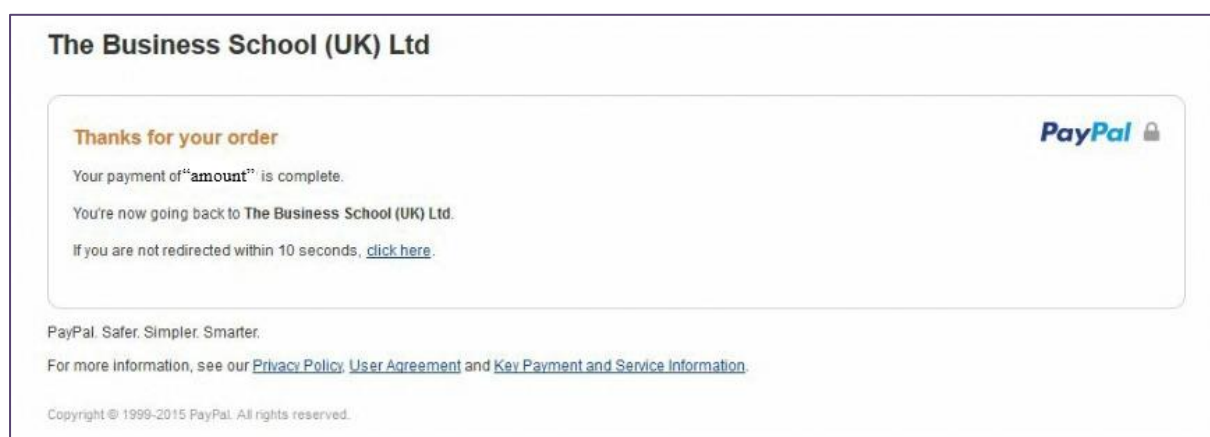 The Business School (UK) Ltd
Thanks for your order
PayPal
Your payment of“amount” is complete.
You're now going back to The Business School (UK) Ltd.
If you are not redirected within 10 seconds, click here.
PayPal. Safer. Simpler. Smarter.
For more information, see our Privacy Policy, User Agreement and Key Payment and Service Information.
Copyright © 1999-2015 PayPal. All rights reserved.